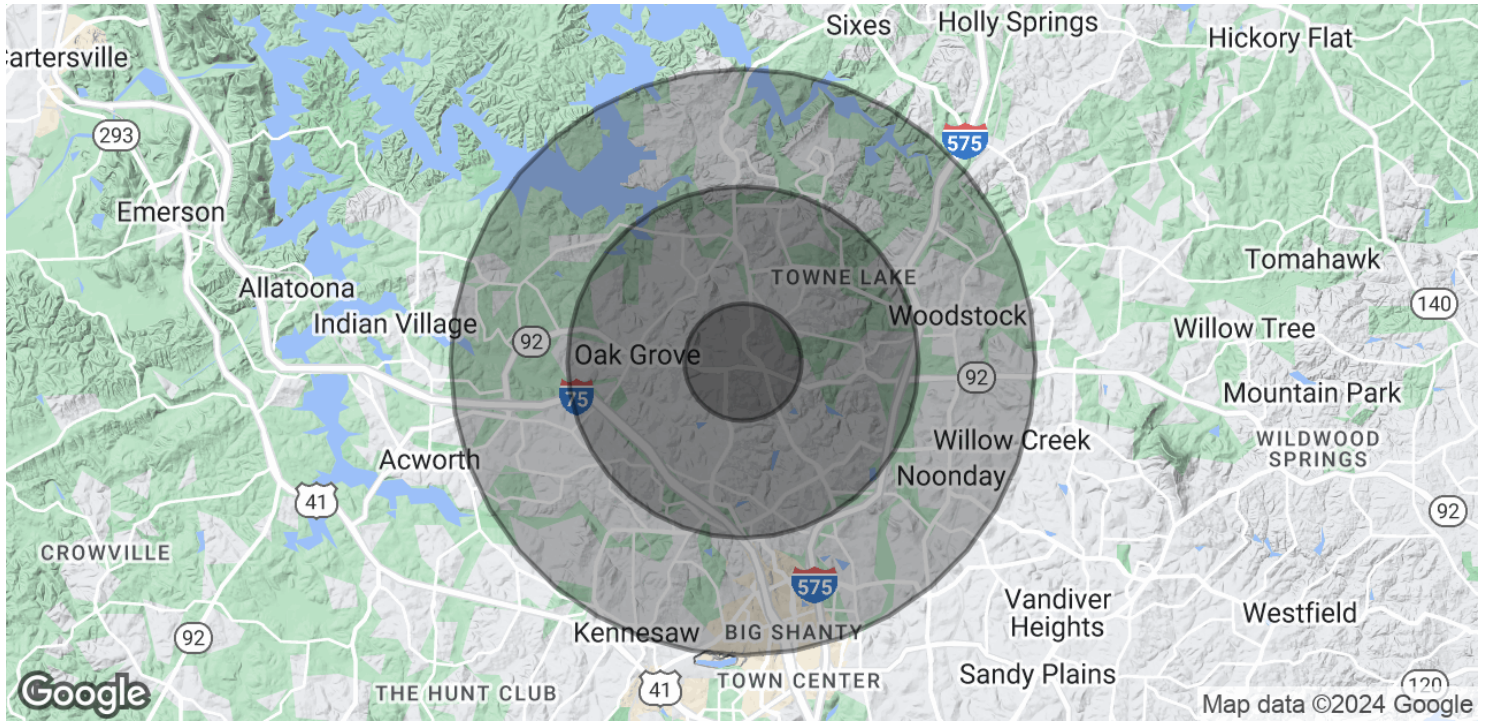 Sixes
Holly Springs
Hickory Flat
artersville
293
575
Emerson
TOWNE LAKE
Tomahawk
Allatoona
140
Indian Village
Woodstock
Willow Tree
92
Oak Grove
92
75
Mountain Park
Willow Creek
WILDWOOD
SPRINGS
Acworth
Noonday
41
92
CROWVILLE
575
Vandiver
Heights
Westfield
92
Kennesaw
BIG SHANTY
Sandy Plains
TOWN CENTER
120
THE HUNT CLUB
41
Google
Map data ©2024 Google